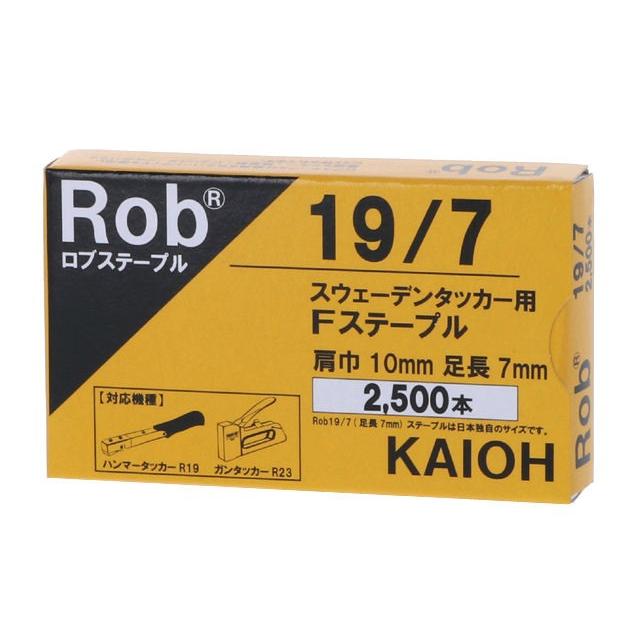 Rob®
ロブステープル
19/7
スウェーデンタッカー用
Fステープル
肩巾 10mm 足長 7mm
2,500本
Rob19/7(足長 7mm) ステープルは日本独自のサイズです。
KAIOH
【対応機種】
ハンマータッカー R19 ガンタッカー R23
19/7
2,500本
Rob®